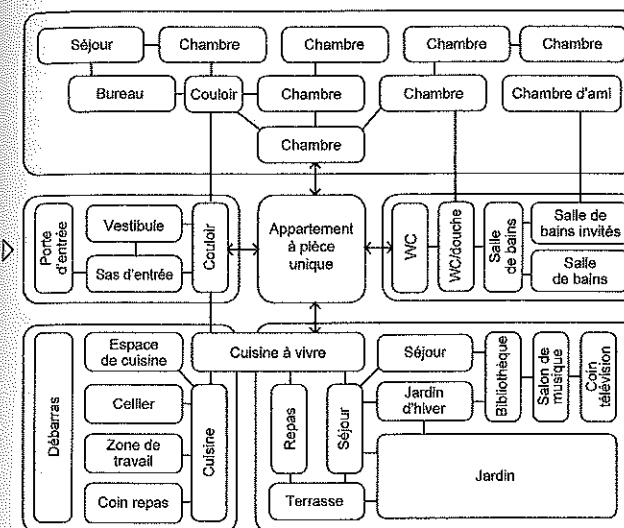 Séjour
Chambre
Chambre
Chambre
Chambre
Bureau
Couloir
Chambre
Chambre
Chambre d'ami
Chambre
Porte
d'entrée
Vestibule
Sas d'entrée
Couloir
Appartement
à pièce
unique
WC
WC/douche
Salle
de bains
Salle de
bains invités
Salle
de bains
Espace
de cuisine
Cuisine à vivre
Séjour
Bibliothèque
Salon de
musique
Coin
télévision
Débarras
Cellier
Zone de
travail
Coin repas
Cuisine
Repas
Séjour
Jardin
d'hiver
Terrasse
Jardin